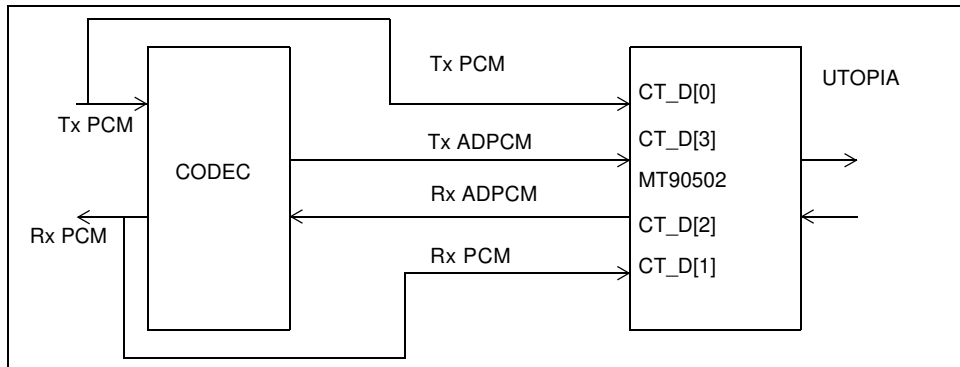 Tx PCM
UTOPIA
CT_D[0]
Tx PCM
Tx ADPCM
CT_D[3]
CODEC
MT90502
Rx ADPCM
CT_D[2]
Rx PCM
Rx PCM
CT_D[1]